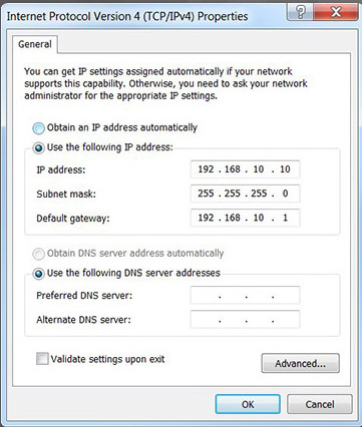 Internet Protocol Version 4 (TCP/IPv4) Properties
General
You can get IP settings assigned automatically if your network
supports this capability. Otherwise, you need to ask your network
administrator for the appropriate IP settings.
Obtain an IP address automatically
Use the following IP address:
IP address: 192 . 168 . 10 . 10
Subnet mask: 255 . 255 . 255 . 0
Default gateway: 192 . 168 . 10 . 1
Obtain DNS server address automatically
Use the following DNS server addresses
Preferred DNS server: . . .
Alternate DNS server: . . .
Validate settings upon exit
Advanced...
OK Cancel